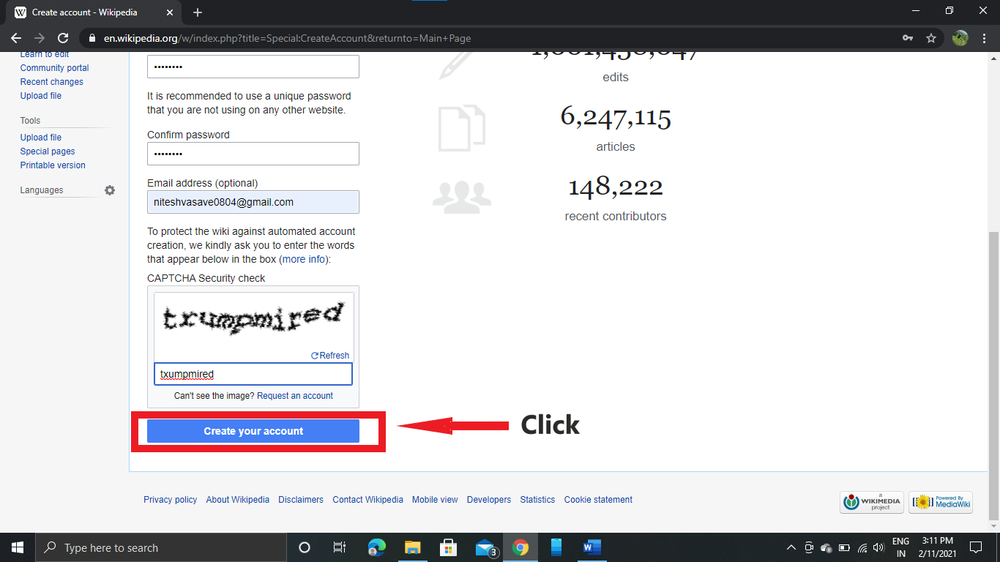 Create account - Wikipedia
en.wikipedia.org/w/index.php?title=Special:CreateAccount&returnto=Main+Page
Learn to edit
Community portal
Recent changes
Upload file
Tools
Upload file
Special pages
Printable version
Languages
••••••••
It is recommended to use a unique password
that you are not using on any other website.
Confirm password
••••••••
Email address (optional)
niteshvasave0804@gmail.com
To protect the wiki against automated account
creation, we kindly ask you to enter the words
that appear below in the box (more info):
CAPTCHA Security check
trumpmired
Refresh
txumpmired
Can't see the image? Request an account
Create your account
Click
edits
6,247,115
articles
148,222
recent contributors
Privacy policy About Wikipedia Disclaimers Contact Wikipedia Mobile view Developers Statistics Cookie statement
a
WIKIMEDIA
project
Powered By
MediaWiki
Type here to search
3
ENG
IN
3:11 PM
2/11/2021